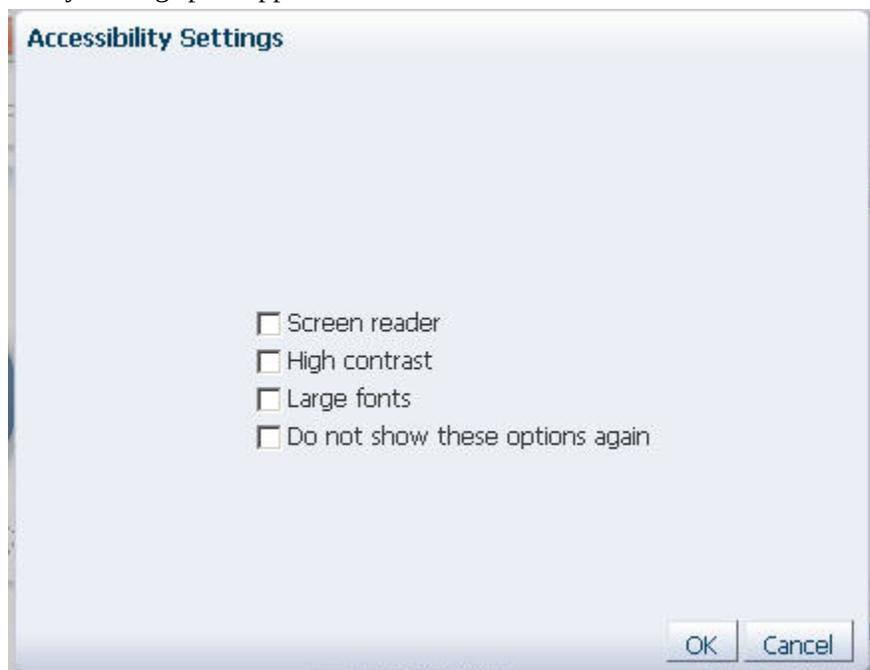 Accessibility Settings
Screen reader
High contrast
Large fonts
Do not show these options again
OK Cancel